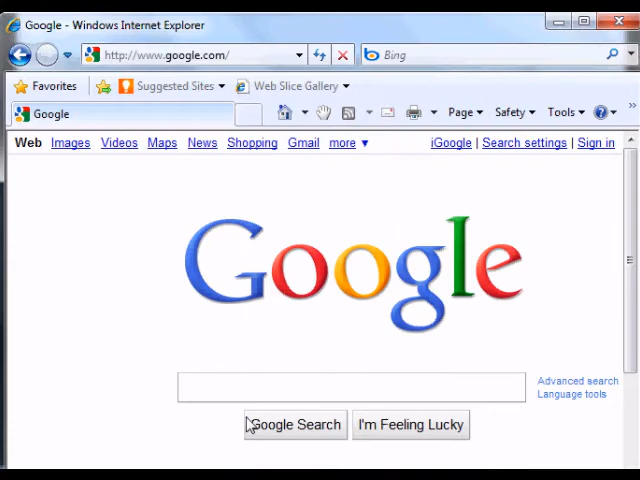 Google - Windows Internet Explorer
http://www.google.com/
Bing
Favorites Suggested Sites Web Slice Gallery
Google Page Safety Tools
Web Images Videos Maps News Shopping Gmail more iGoogle | Search settings | Sign in
Google
Advanced search
Language tools
Google Search I'm Feeling Lucky